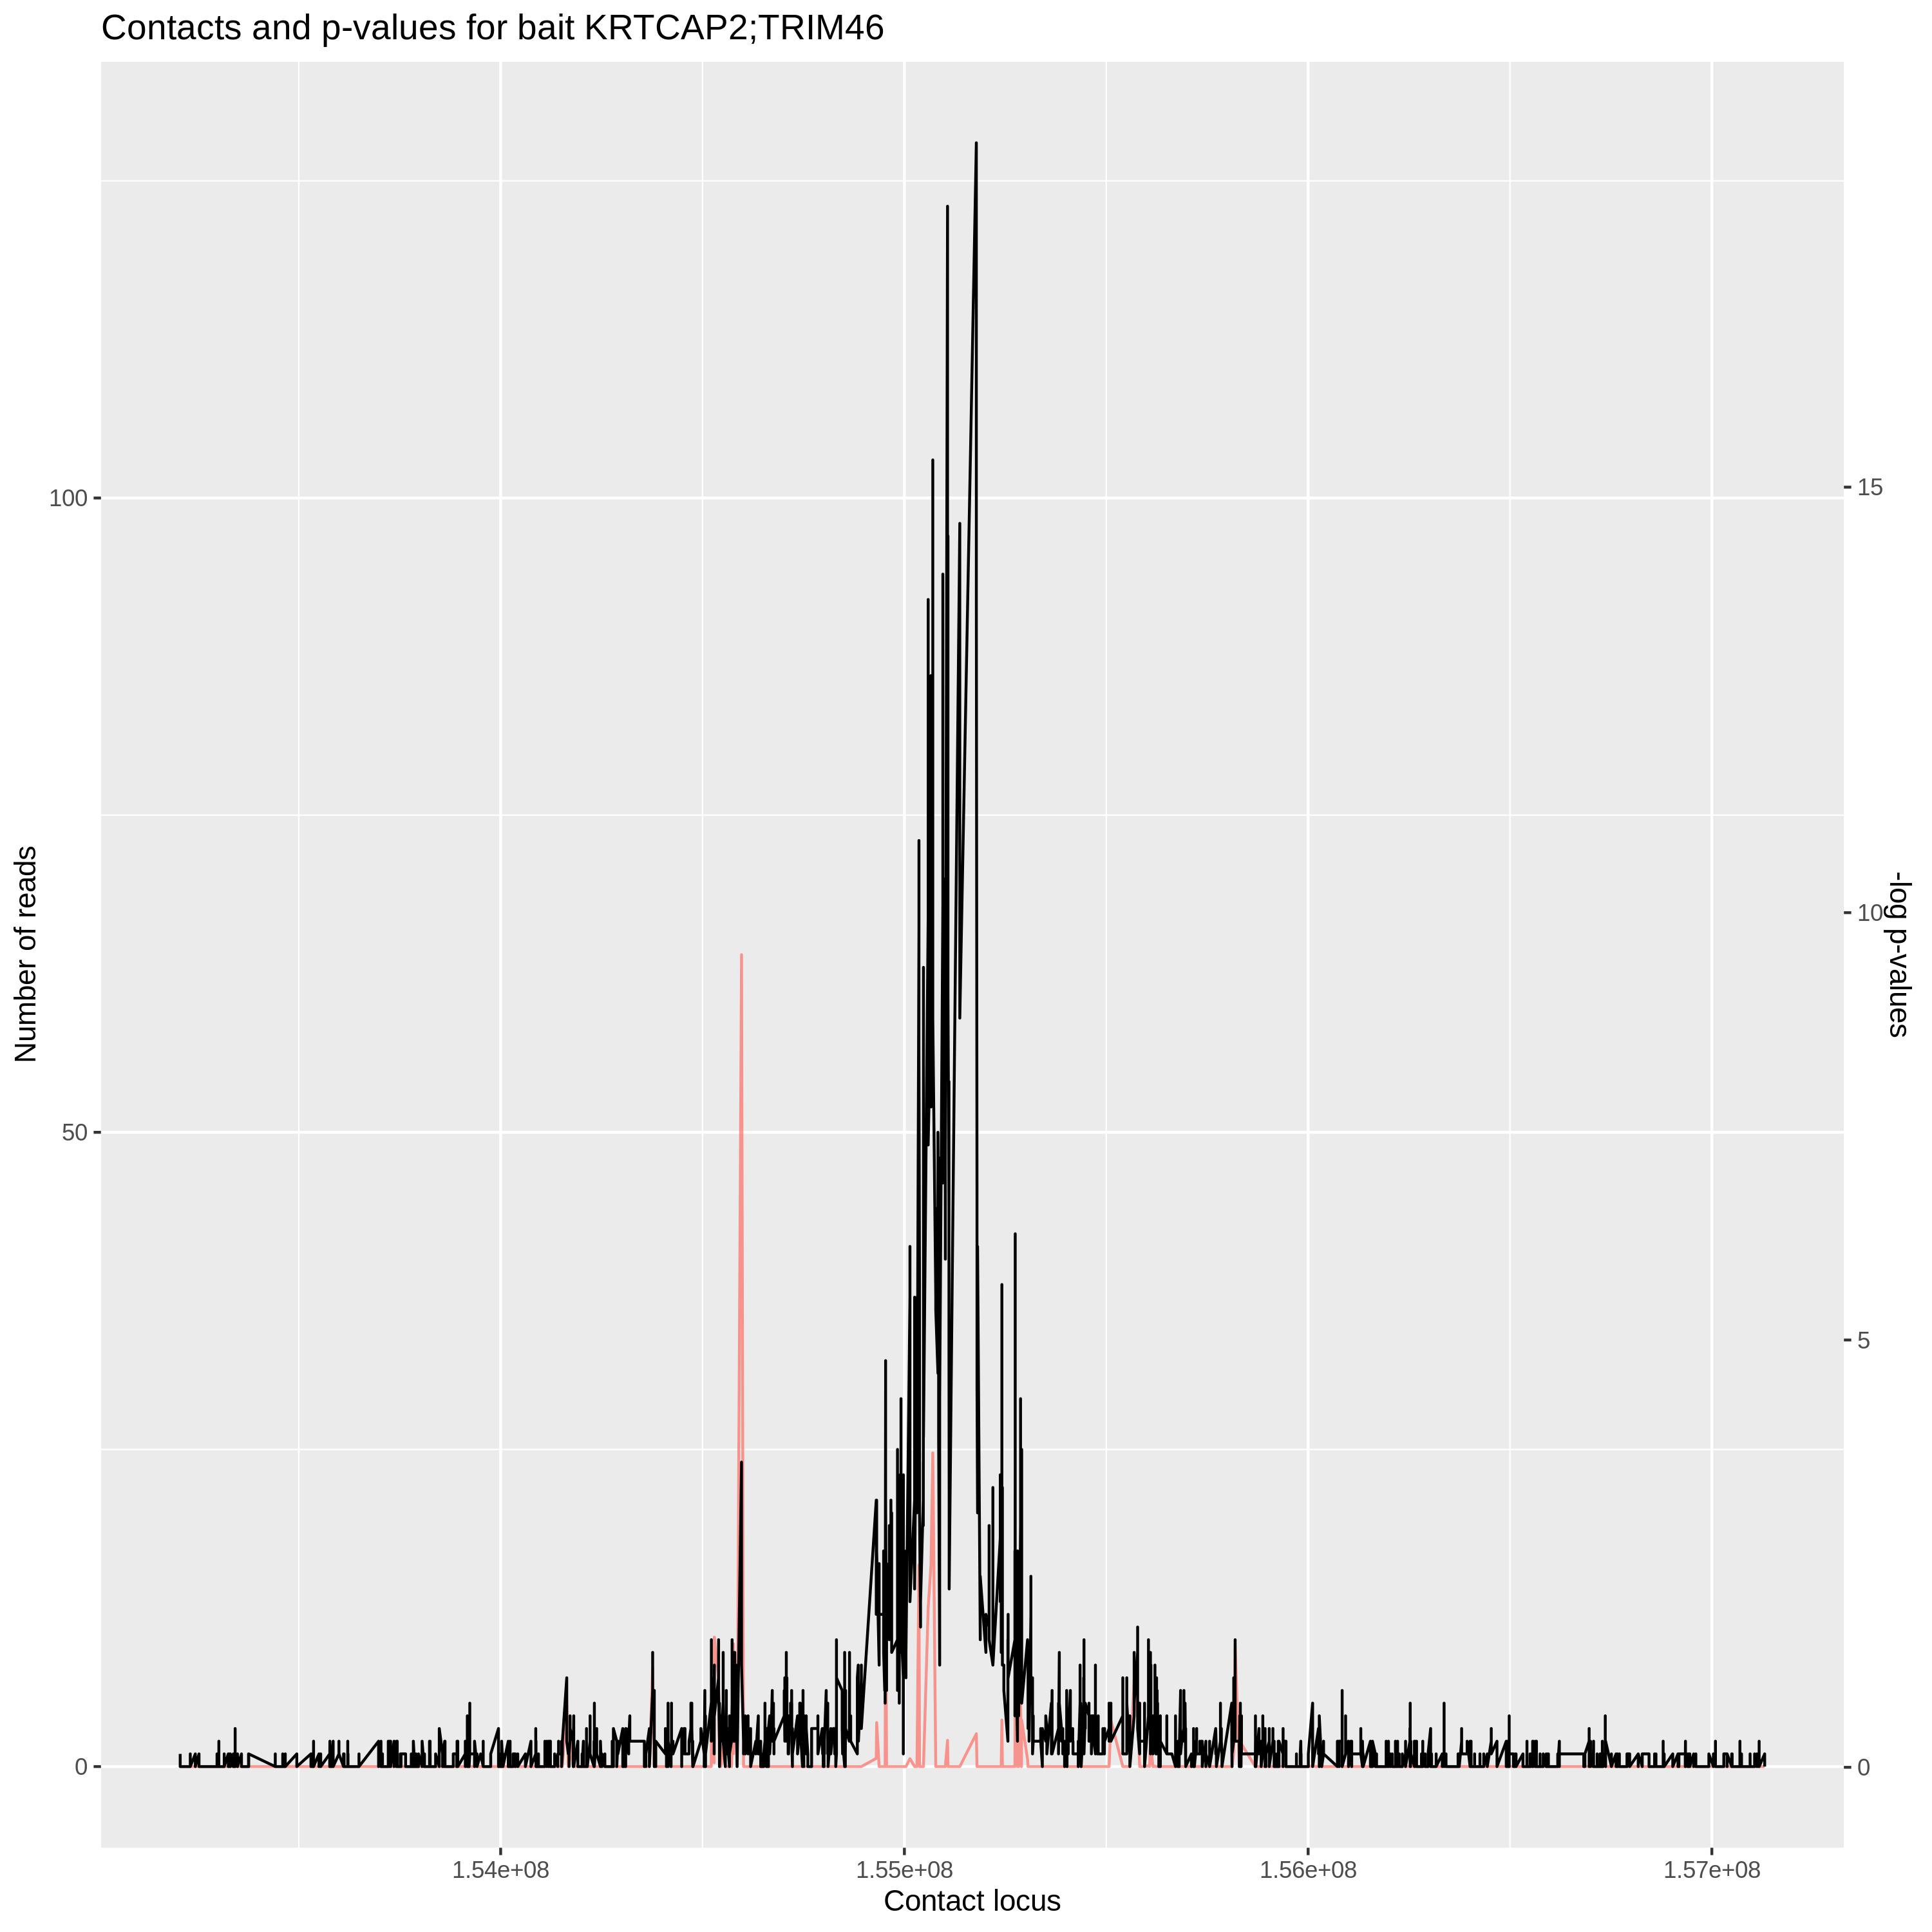 Contacts and p-values for bait KRTCAP2;TRIM46
100
50
0
Number of reads
15
10
5
0
-log p-values
1.54e+08
1.55e+08
1.56e+08
1.57e+08
Contact locus